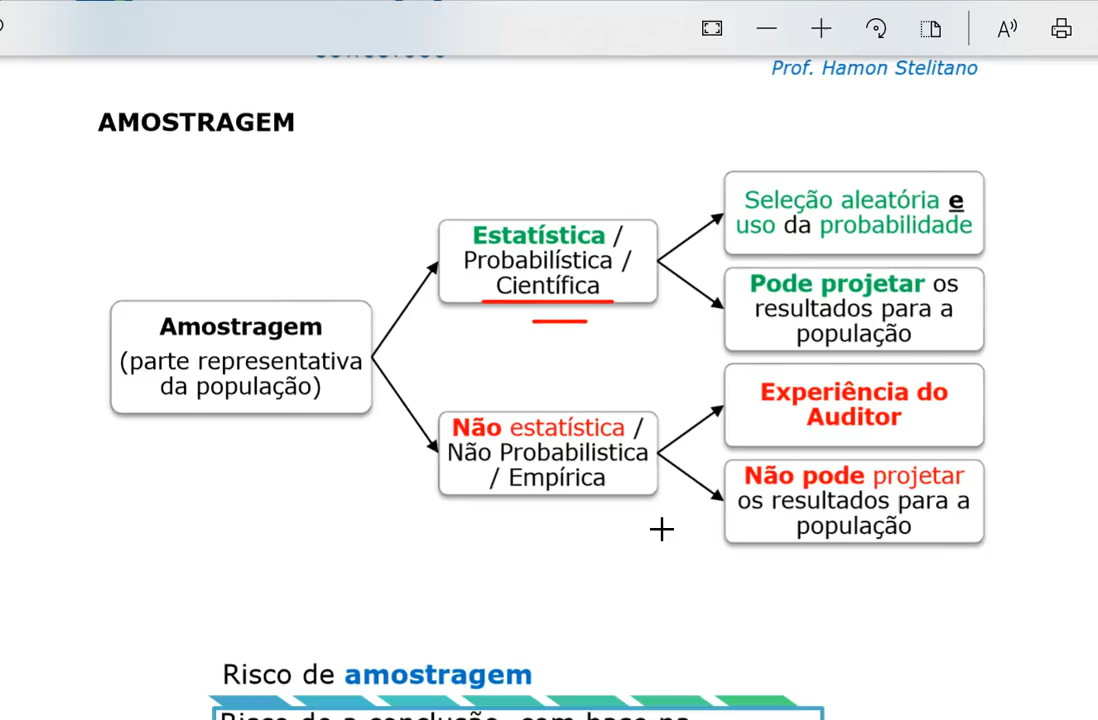 Prof. Hamon Stelitano
AMOSTRAGEM
Amostragem
(parte representativa
da população)
Estatística /
Probabilística /
Científica
Não estatística /
Não Probabilistica
/ Empírica
Seleção aleatória e
uso da probabilidade
Pode projetar os
resultados para a
população
Experiência do
Auditor
Não pode projetar
os resultados para a
população
Risco de amostragem